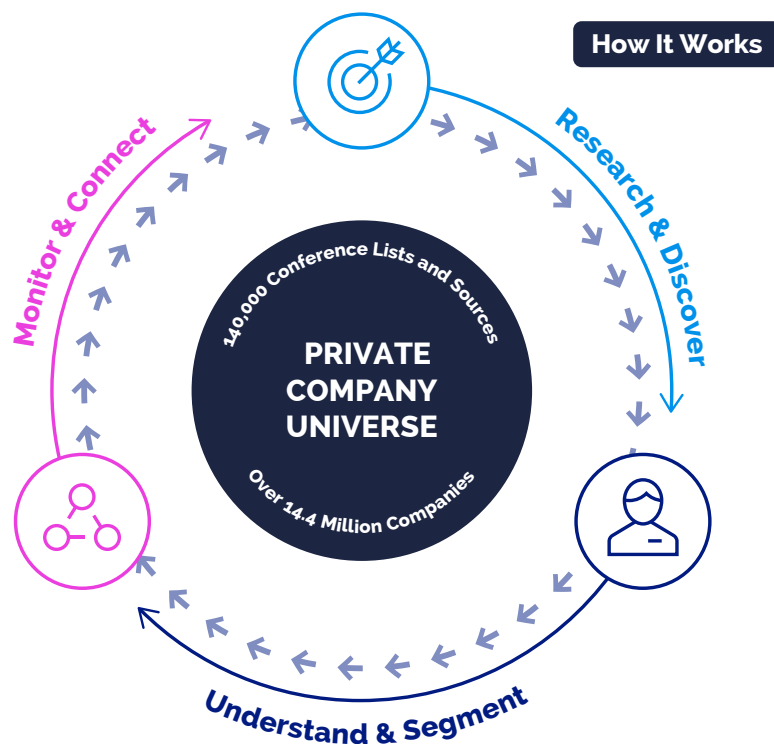 How It Works
Research & Discover
Monitor & Connect
140,000 Conference Lists and Sources
PRIVATE
COMPANY
UNIVERSE
Over 14.4 Million Companies
Understand & Segment